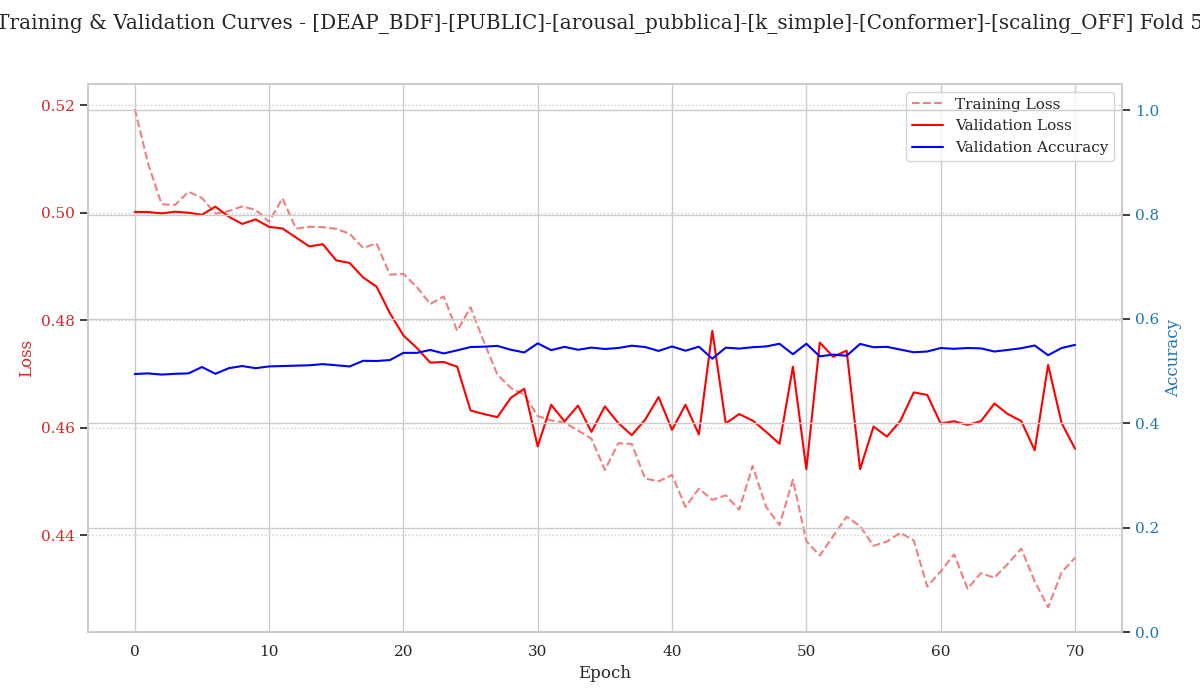 Training & Validation Curves - [DEAP_BDF]-[PUBLIC]-[arousal_pubblica]-[k_simple]-[Conformer]-[scaling_OFF] Fold 5
Training Loss
Validation Loss
Validation Accuracy
0.52
0.50
0.48
0.46
0.44
Loss
1.0
0.8
0.6
0.4
0.2
0.0
Accuracy
0 10 20 30 40 50 60 70
Epoch